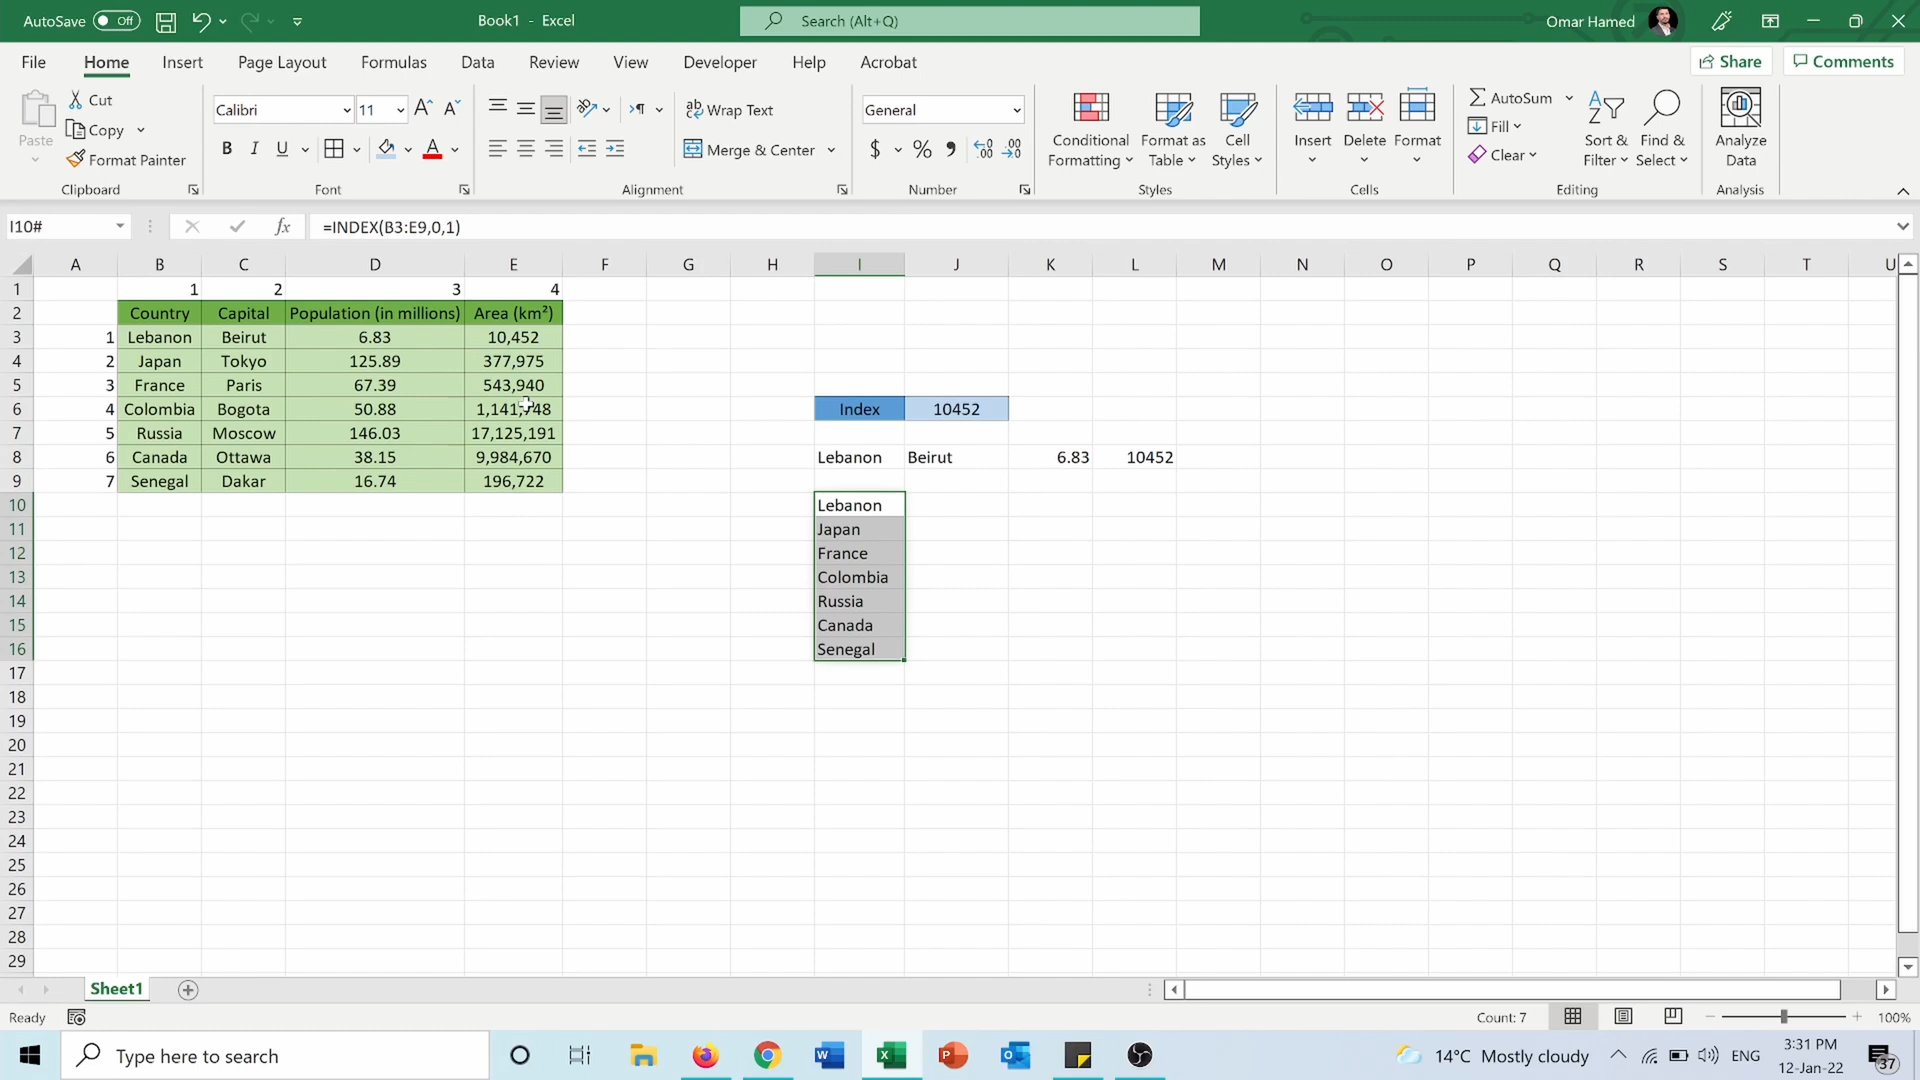 AutoSave Off Book1 - Excel Search (Alt+Q) Omar Hamed
File Home Insert Page Layout Formulas Data Review View Developer Help Acrobat Share Comments
Paste
Cut
Copy
Format Painter
Clipboard
Calibri 11
B I U A
Font
ab Wrap Text
Merge & Center
Alignment
General
$ % 9
Number
Conditional Formatting
Format as Table
Cell Styles
Styles
Insert Delete Format
Cells
AutoSum
Fill
Clear
Sort & Filter
Find & Select
Editing
Analyze Data
Analysis
I10# fx =INDEX(B3:E9,0,1)
A B C D E F G H I J K L M N O P Q R S T U
1 1 2 3 4
2 Country Capital Population (in millions) Area (km²)
3 1 Lebanon Beirut 6.83 10,452
4 2 Japan Tokyo 125.89 377,975
5 3 France Paris 67.39 543,940
6 4 Colombia Bogota 50.88 1,141,748 Index 10452
7 5 Russia Moscow 146.03 17,125,191
8 6 Canada Ottawa 38.15 9,984,670 Lebanon Beirut 6.83 10452
9 7 Senegal Dakar 16.74 196,722
10 Lebanon
11 Japan
12 France
13 Colombia
14 Russia
15 Canada
16 Senegal
17
18
19
20
21
22
23
24
25
26
27
28
29
Sheet1
Ready Count: 7 100%
Type here to search 14°C Mostly cloudy ENG 3:31 PM
12-Jan-22 37